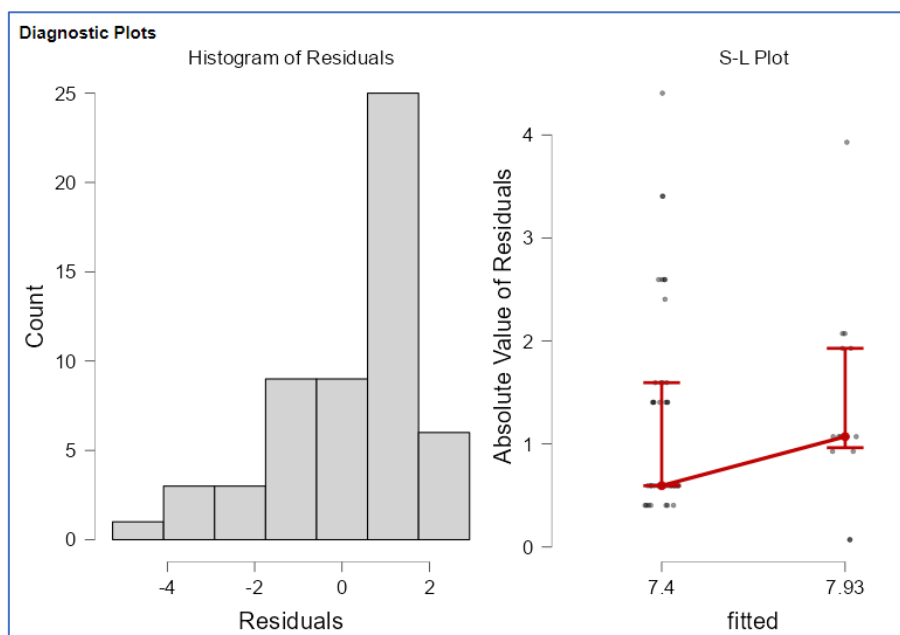 Diagnostic Plots
Histogram of Residuals
25
20
15
10
5
0
Count
-4 -2 0 2
Residuals
S-L Plot
4
3
2
1
0
Absolute Value of Residuals
7.4 7.93
fitted